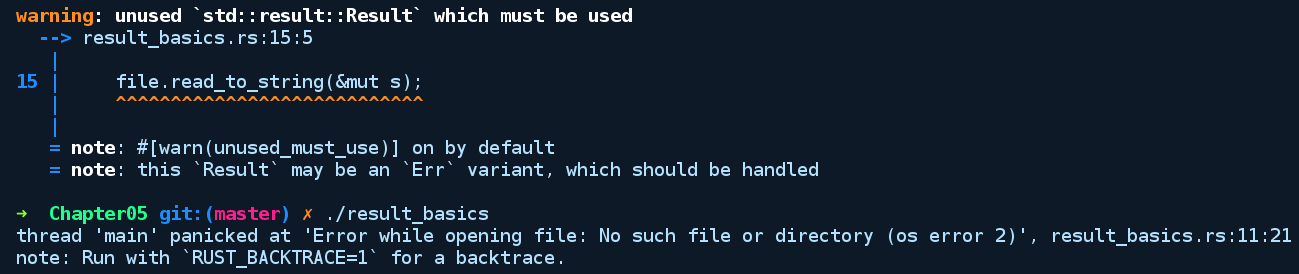 warning: unused `std::result::Result` which must be used
  --> result_basics.rs:15:5
   |
15 |     file.read_to_string(&mut s);
   |     ^^^^^^^^^^^^^^^^^^^^^^^^^^^^
   |
   = note: #[warn(unused_must_use)] on by default
   = note: this `Result` may be an `Err` variant, which should be handled

➜  Chapter05 git:(master) ✗ ./result_basics
thread 'main' panicked at 'Error while opening file: No such file or directory (os error 2)', result_basics.rs:11:21
note: Run with `RUST_BACKTRACE=1` for a backtrace.